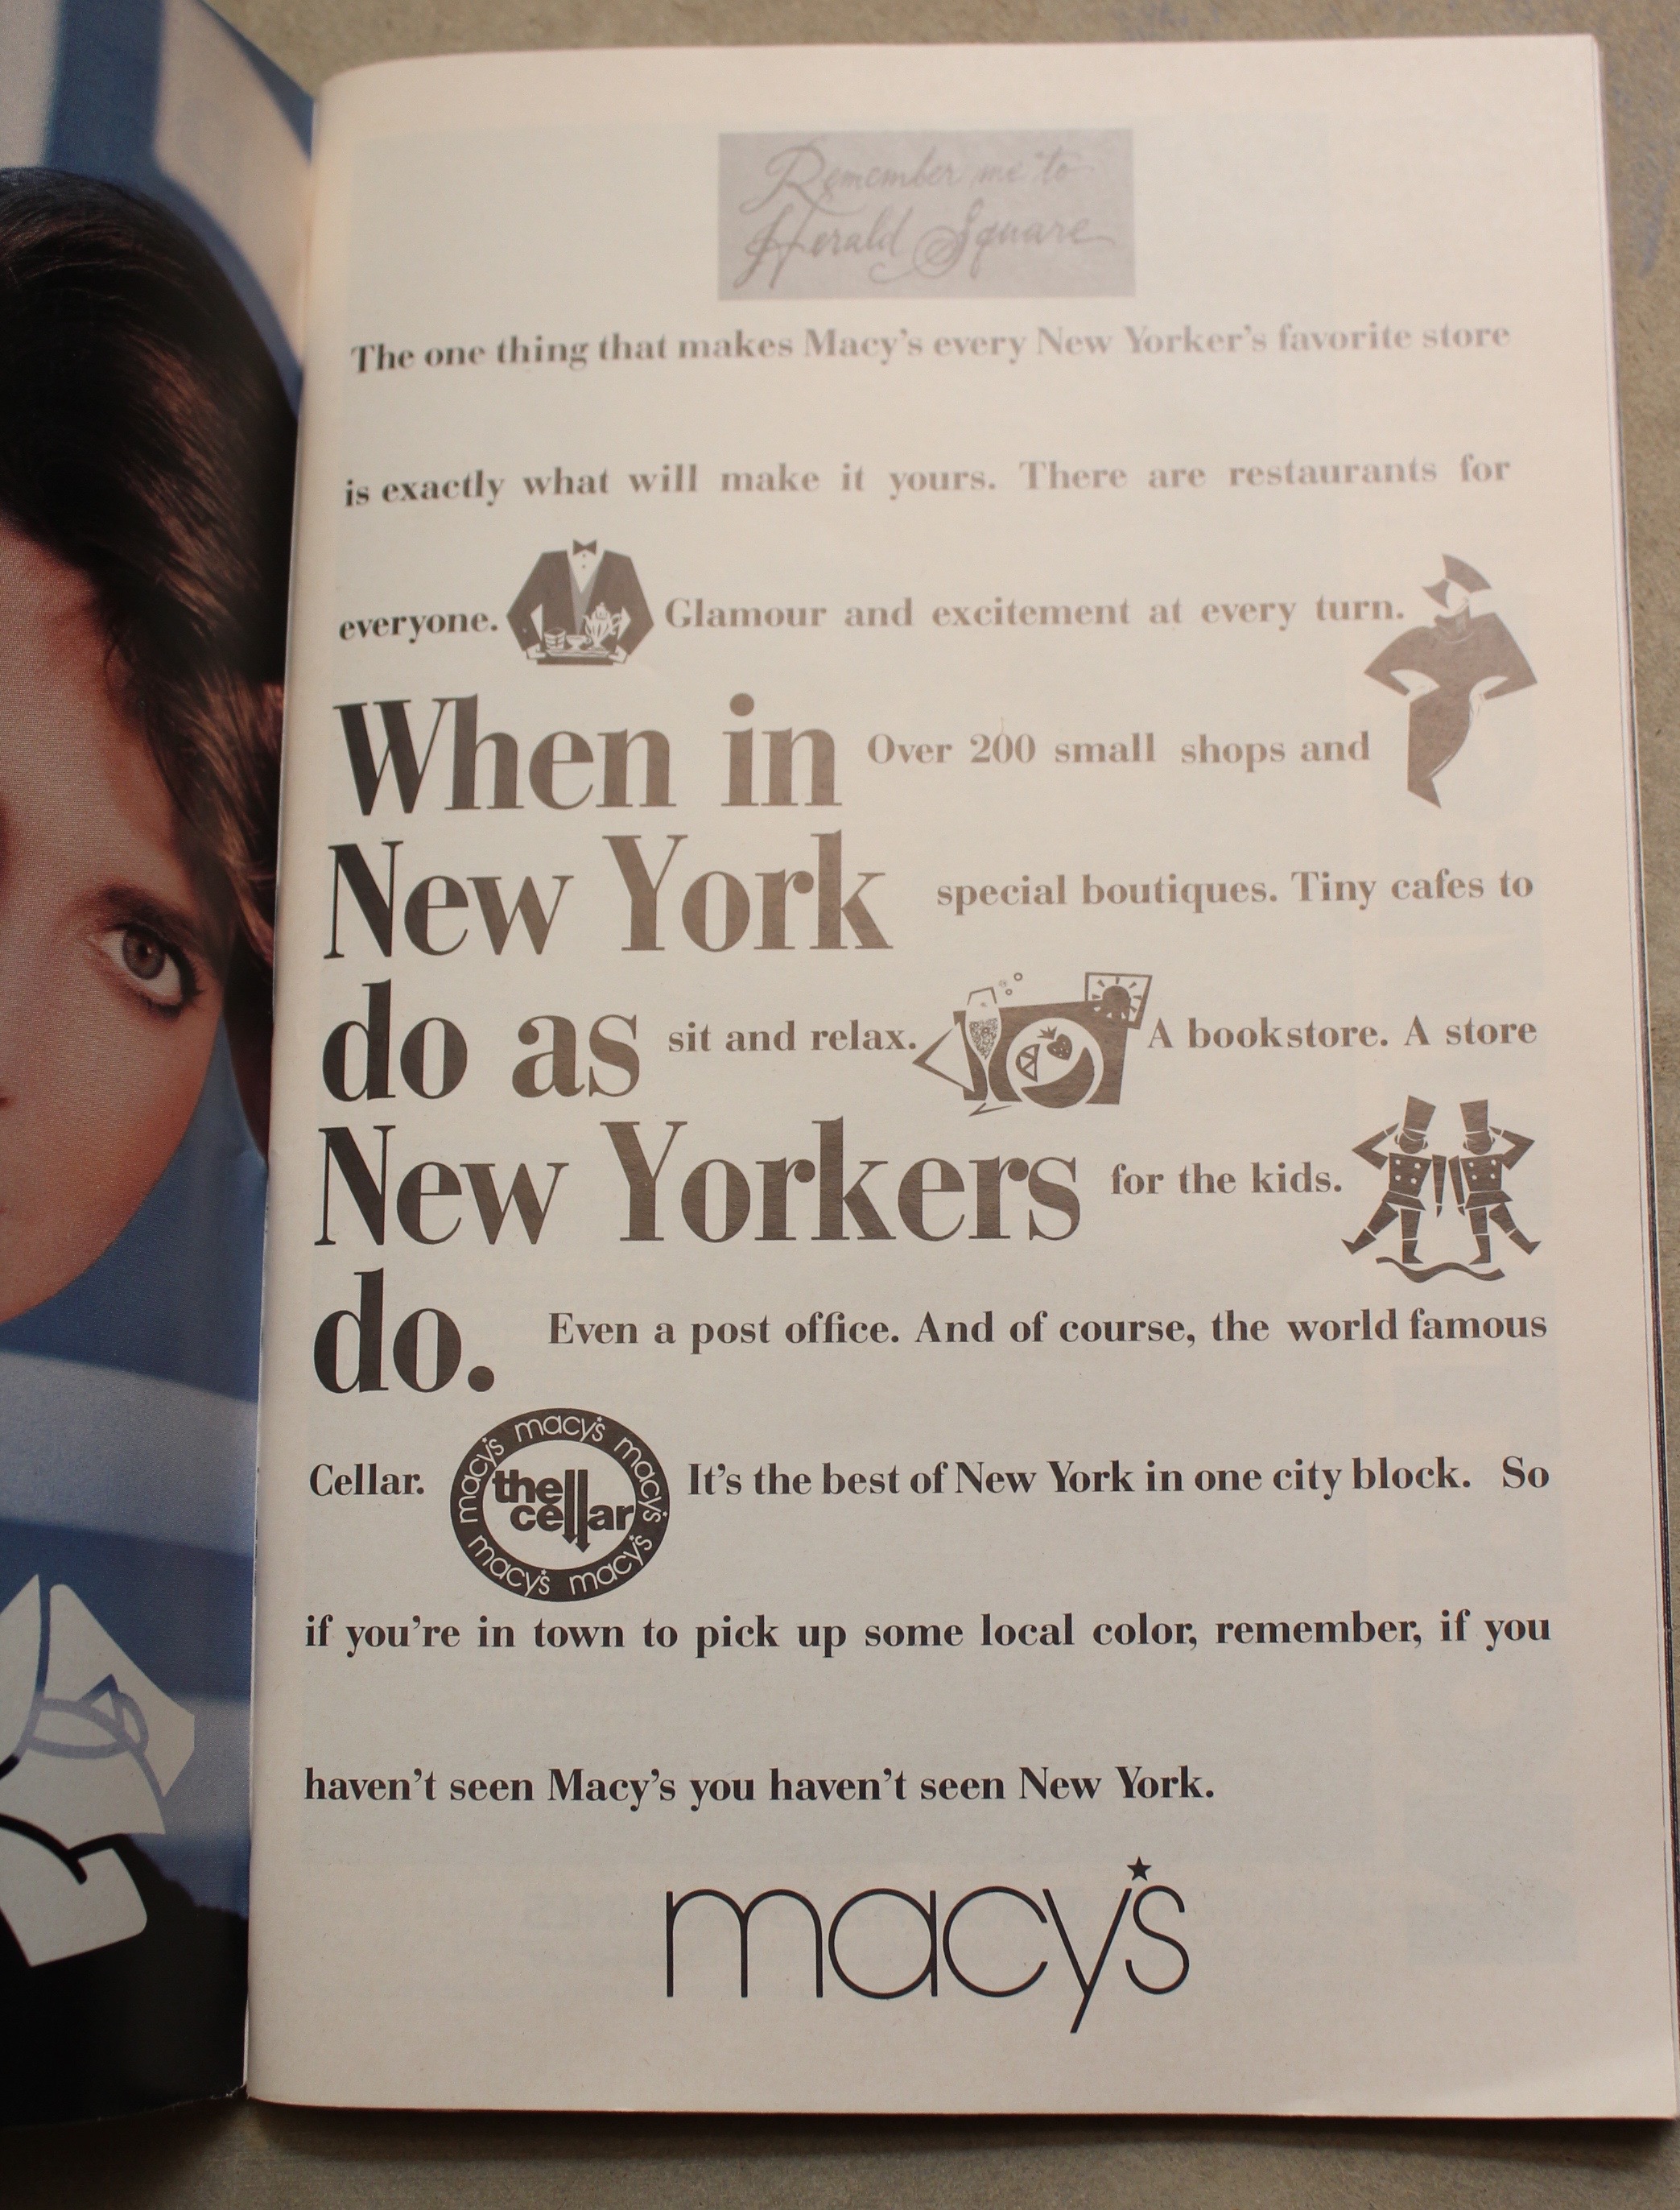 Remember me to
Herald Square
The one thing that makes Macy's every New Yorker's favorite store
is exactly what will make it yours. There are restaurants for
everyone. Glamour and excitement at every turn.
When in
Over 200 small shops and
New York
special boutiques. Tiny cafes to
do as
sit and relax. A bookstore. A store
New Yorkers
for the kids.
do.
Even a post office. And of course, the world famous
Cellar.
macy's macy's macy's macy's macy's
the
cellar
It's the best of New York in one city block. So
if you're in town to pick up some local color, remember, if you
haven't seen Macy's you haven't seen New York.
macy's